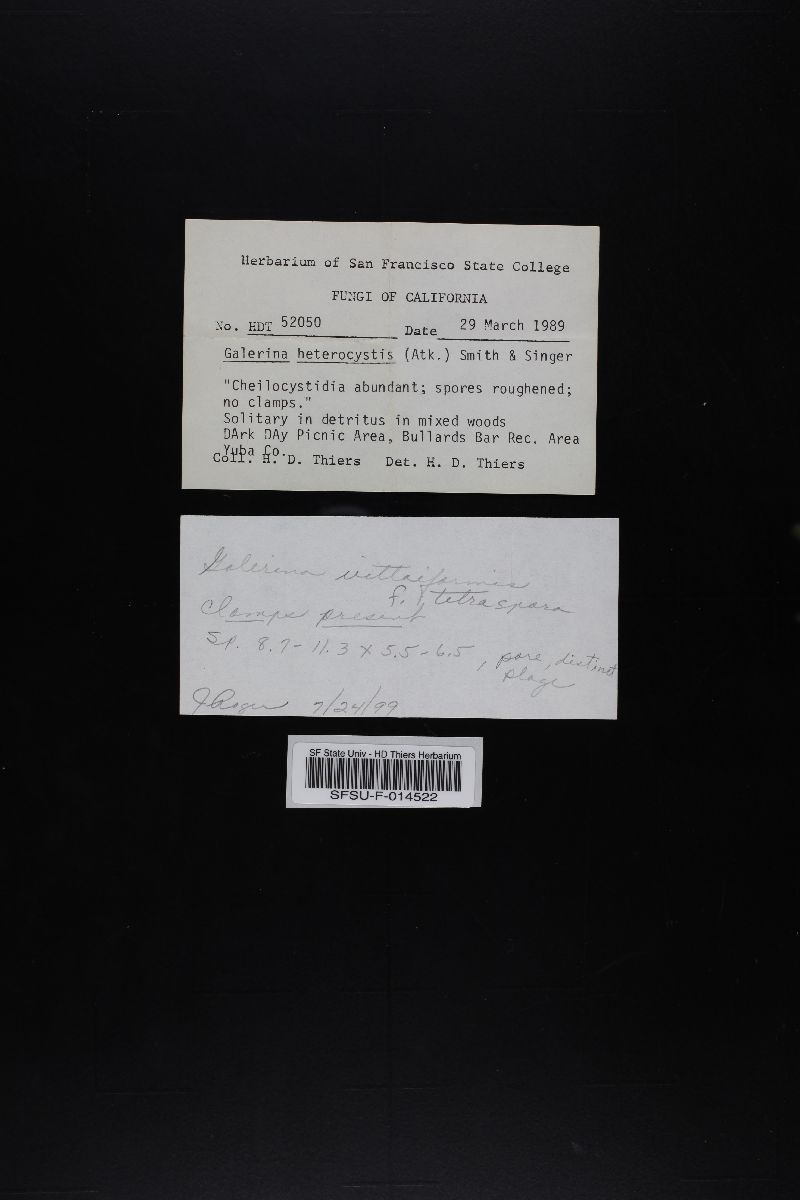 Herbarium of San Francisco State College
FUNGI OF CALIFORNIA
No. HDT 52050 Date 29 March 1989
Galerina heterocystis (Atk.) Smith & Singer
"Cheilocystidia abundant; spores roughened;
no clamps."
Solitary in detritus in mixed woods
DArk DAy Picnic Area, Bullards Bar Rec. Area
Yuba Co.
Coll. H. D. Thiers Det. H. D. Thiers
Galerina vittaeformis
f. tetraspora
Clamps present
Sp. 8.7-11.3 x 5.5-6.5, pore, distinct
plage
7/24/99
SF State Univ - HD Thiers Herbarium
SFSU-F-014522